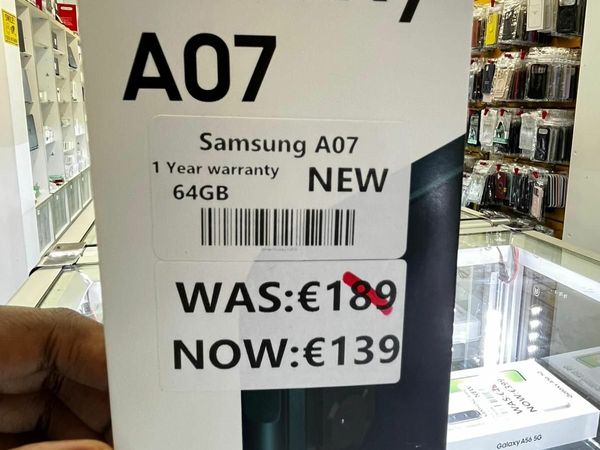 A07
Samsung A07
1 Year warranty
NEW
64GB
WAS:€189
NOW:€139
Galaxy A56 5G